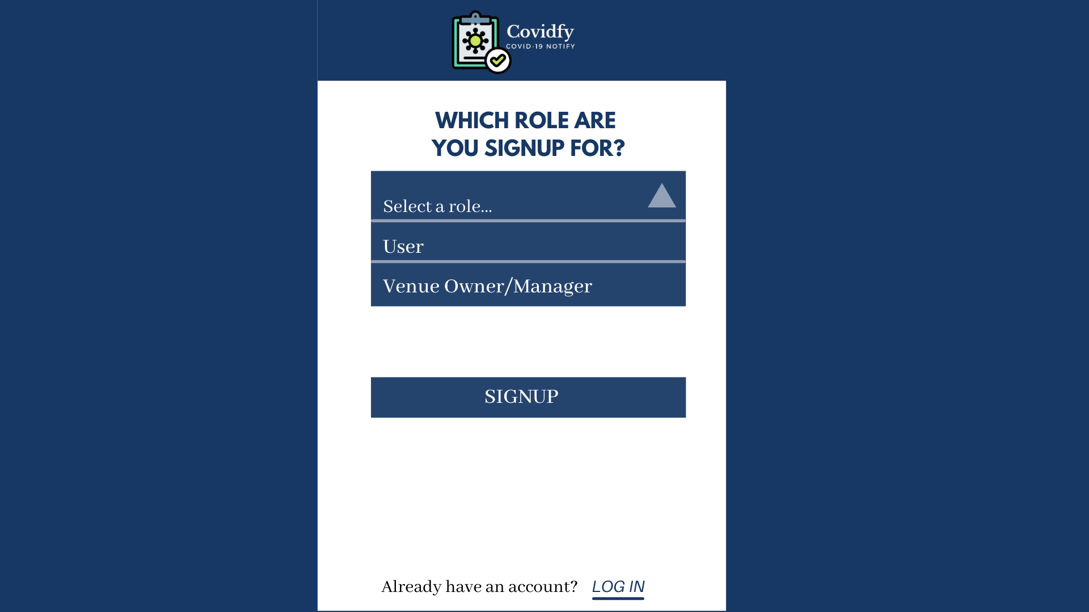 Covidfy
COVID-19 NOTIFY
WHICH ROLE ARE
YOU SIGNUP FOR?
Select a role...
User
Venue Owner/Manager
SIGNUP
Already have an account? LOG IN